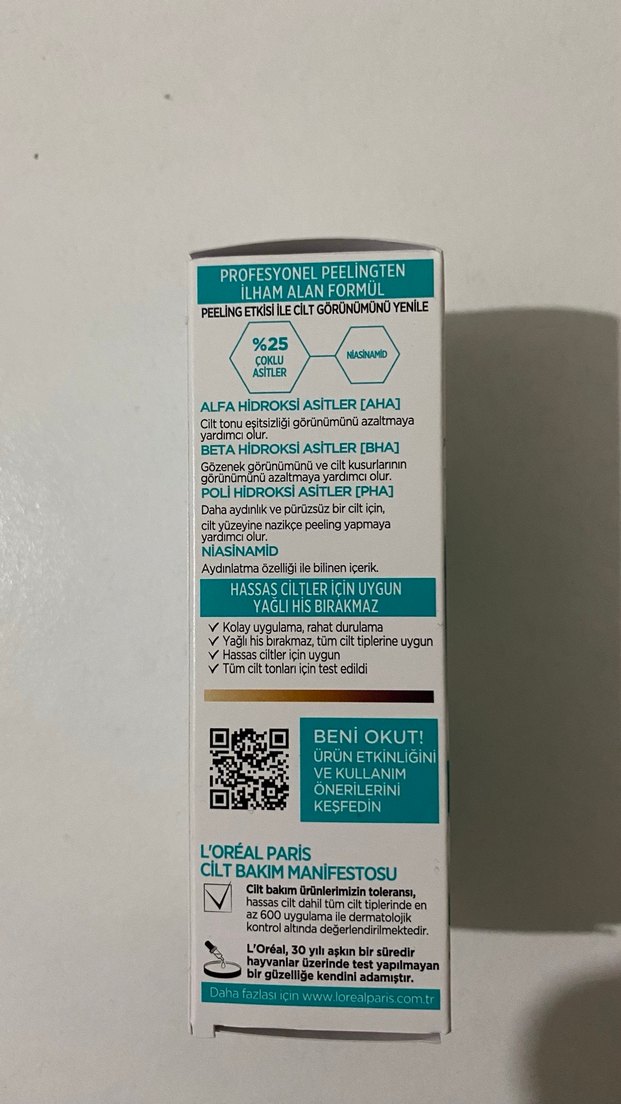 PROFESYONEL PEELİNGTEN
İLHAM ALAN FORMÜL
PEELİNG ETKİSİ İLE CİLT GÖRÜNÜMÜNÜ YENİLE
%25
ÇOKLU
ASİTLER
NİASİNAMİD
ALFA HİDROKSİ ASİTLER [AHA]
Cilt tonu eşitsizliği görünümünü azaltmaya
yardımcı olur.
BETA HİDROKSİ ASİTLER [BHA]
Gözenek görünümünü ve cilt kusurlarının
görünümünü azaltmaya yardımcı olur.
POLİ HİDROKSİ ASİTLER [PHA]
Daha aydınlık ve pürüzsüz bir cilt için,
cilt yüzeyine nazikçe peeling yapmaya
yardımcı olur.
NİASİNAMİD
Aydınlatma özelliği ile bilinen içerik.
HASSAS CİLTLER İÇİN UYGUN
YAĞLI HİS BIRAKMAZ
✓ Kolay uygulama, rahat durulama
✓ Yağlı his bırakmaz, tüm cilt tiplerine uygun
✓ Hassas ciltler için uygun
✓ Tüm cilt tonları için test edildi
BENİ OKUT!
ÜRÜN ETKİNLİĞİNİ
VE KULLANIM
ÖNERİLERİNİ
KEŞFEDİN
L'ORÉAL PARİS
CİLT BAKIM MANİFESTOSU
Cilt bakım ürünlerimizin toleransı,
hassas cilt dahil tüm cilt tiplerinde en
az 600 uygulama ile dermatolojik
kontrol altında değerlendirilmektedir.
L'Oréal, 30 yılı aşkın bir süredir
hayvanlar üzerinde test yapılmayan
bir güzelliğe kendini adamıştır.
Daha fazlası için www.lorealparis.com.tr